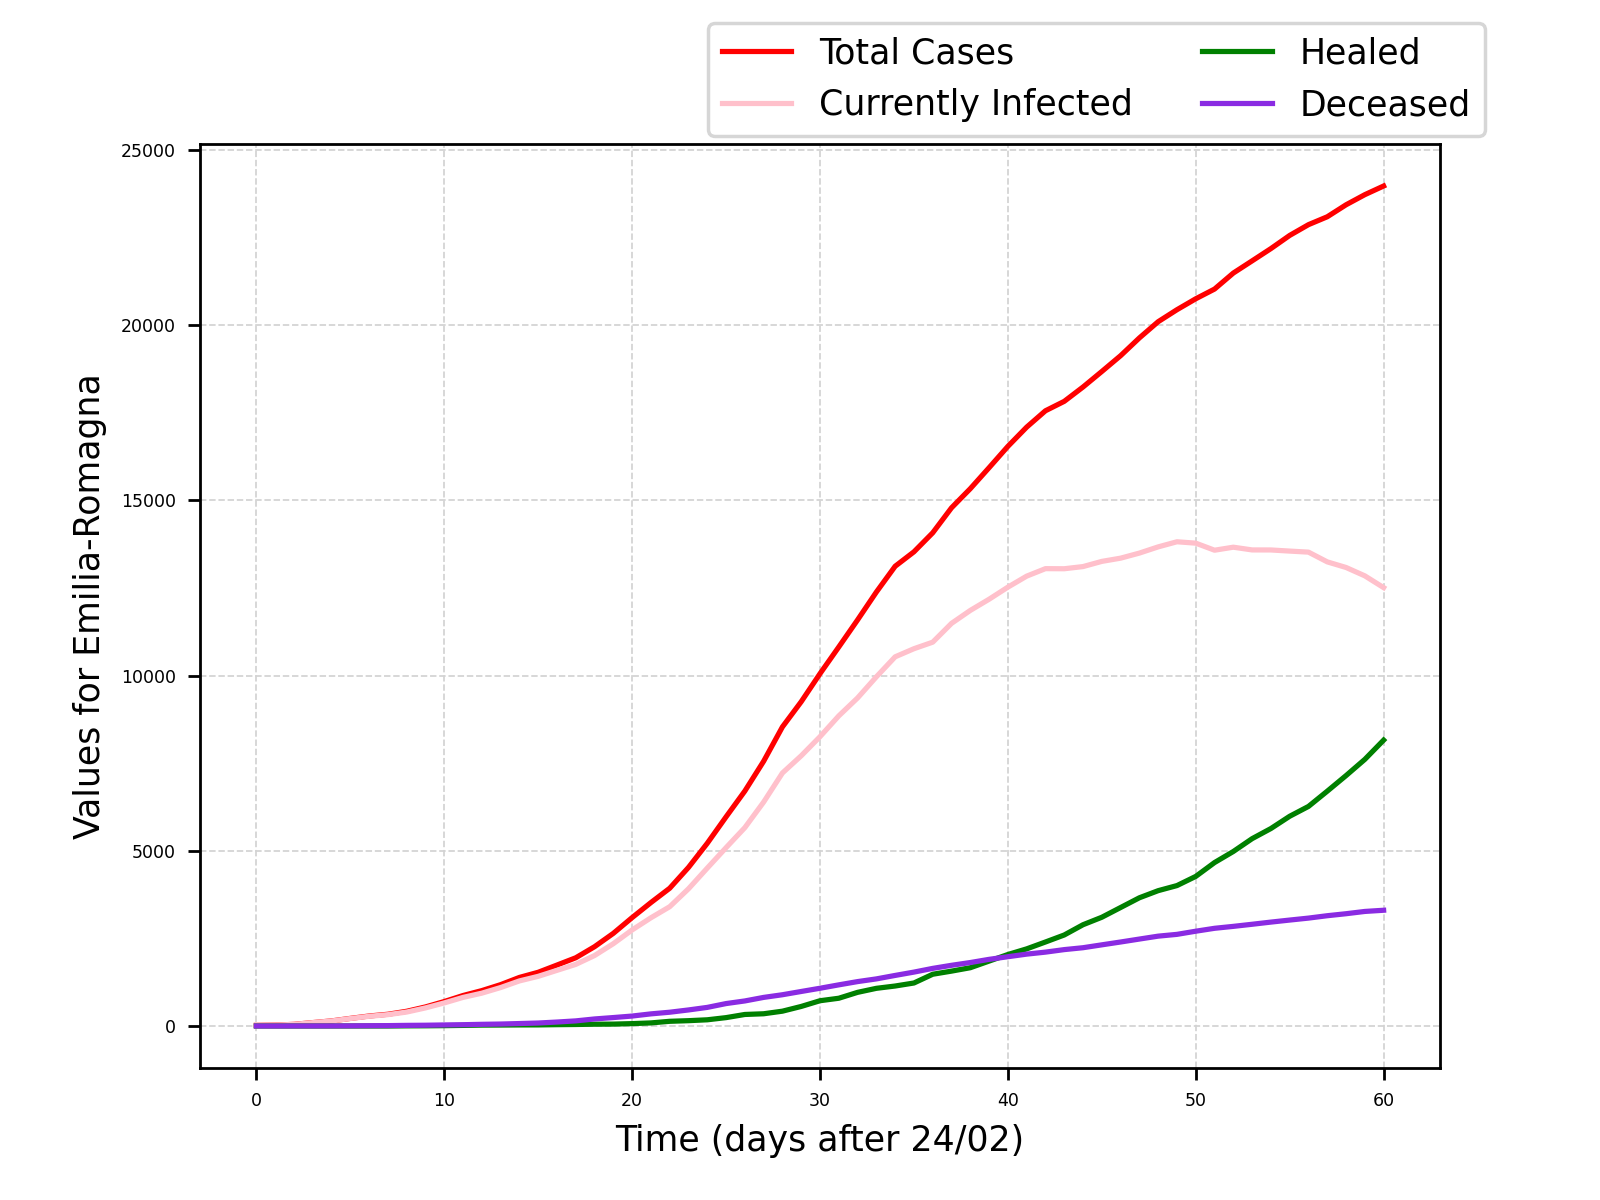 Total Cases
Currently Infected
Healed
Deceased
25000
20000
15000
10000
5000
0
Values for Emilia-Romagna
0 10 20 30 40 50 60
Time (days after 24/02)